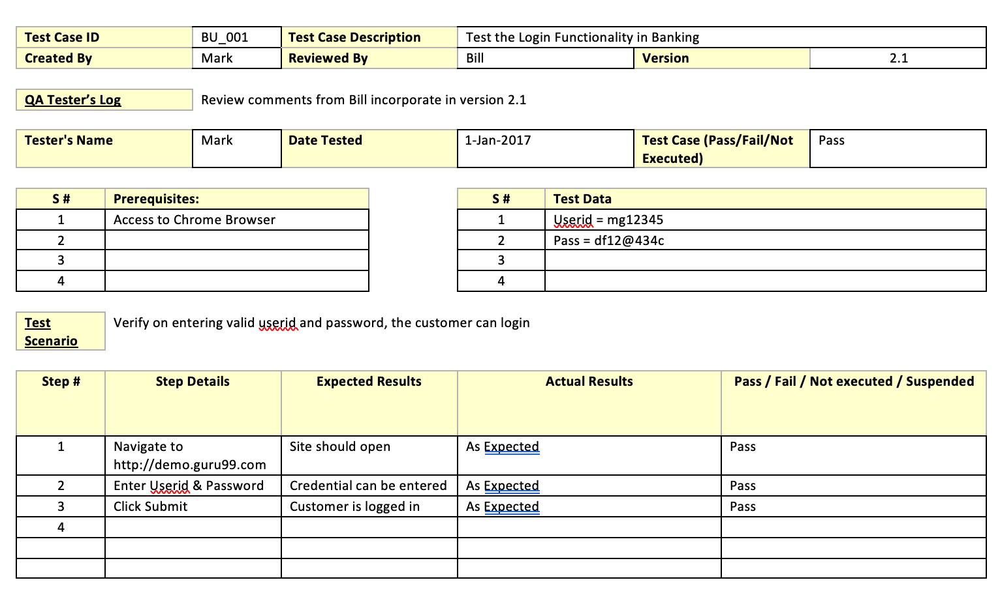 Test Case ID BU_001 Test Case Description Test the Login Functionality in Banking
Created By Mark Reviewed By Bill Version 2.1
QA Tester’s Log Review comments from Bill incorporate in version 2.1
Tester's Name Mark Date Tested 1-Jan-2017 Test Case (Pass/Fail/Not Pass
Executed)
S # Prerequisites: S # Test Data
1 Access to Chrome Browser 1 Userid = mg12345
2 2 Pass = df12@434c
3 3
4 4
Test Verify on entering valid userid and password, the customer can login
Scenario
Step # Step Details Expected Results Actual Results Pass / Fail / Not executed / Suspended
1 Navigate to Site should open As Expected Pass
http://demo.guru99.com
2 Enter Userid & Password Credential can be entered As Expected Pass
3 Click Submit Customer is logged in As Expected Pass
4